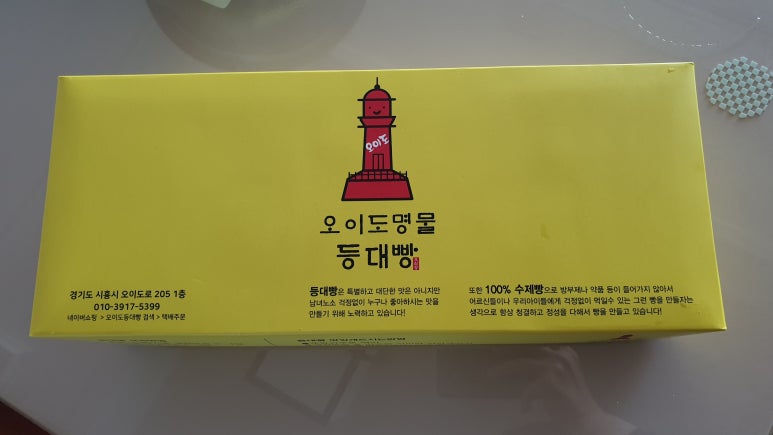 오이도
오이도명물
등대빵
경기도 시흥시 오이도로 205 1층
010-3917-5399
네이버쇼핑 > 오이도등대빵 검색 > 택배주문
등대빵은 특별하고 대단한 맛은 아니지만
남녀노소 걱정없이 누구나 좋아하시는 맛을
만들기 위해 노력하고 있습니다!
또한 100% 수제빵으로 방부제나 약품 등이 들어가지 않아서
어르신들이나 우리아이들에게 걱정없이 먹일수 있는 그런 빵을 만들자는
생각으로 항상 청결하고 정성을 다해서 빵을 만들고 있습니다!